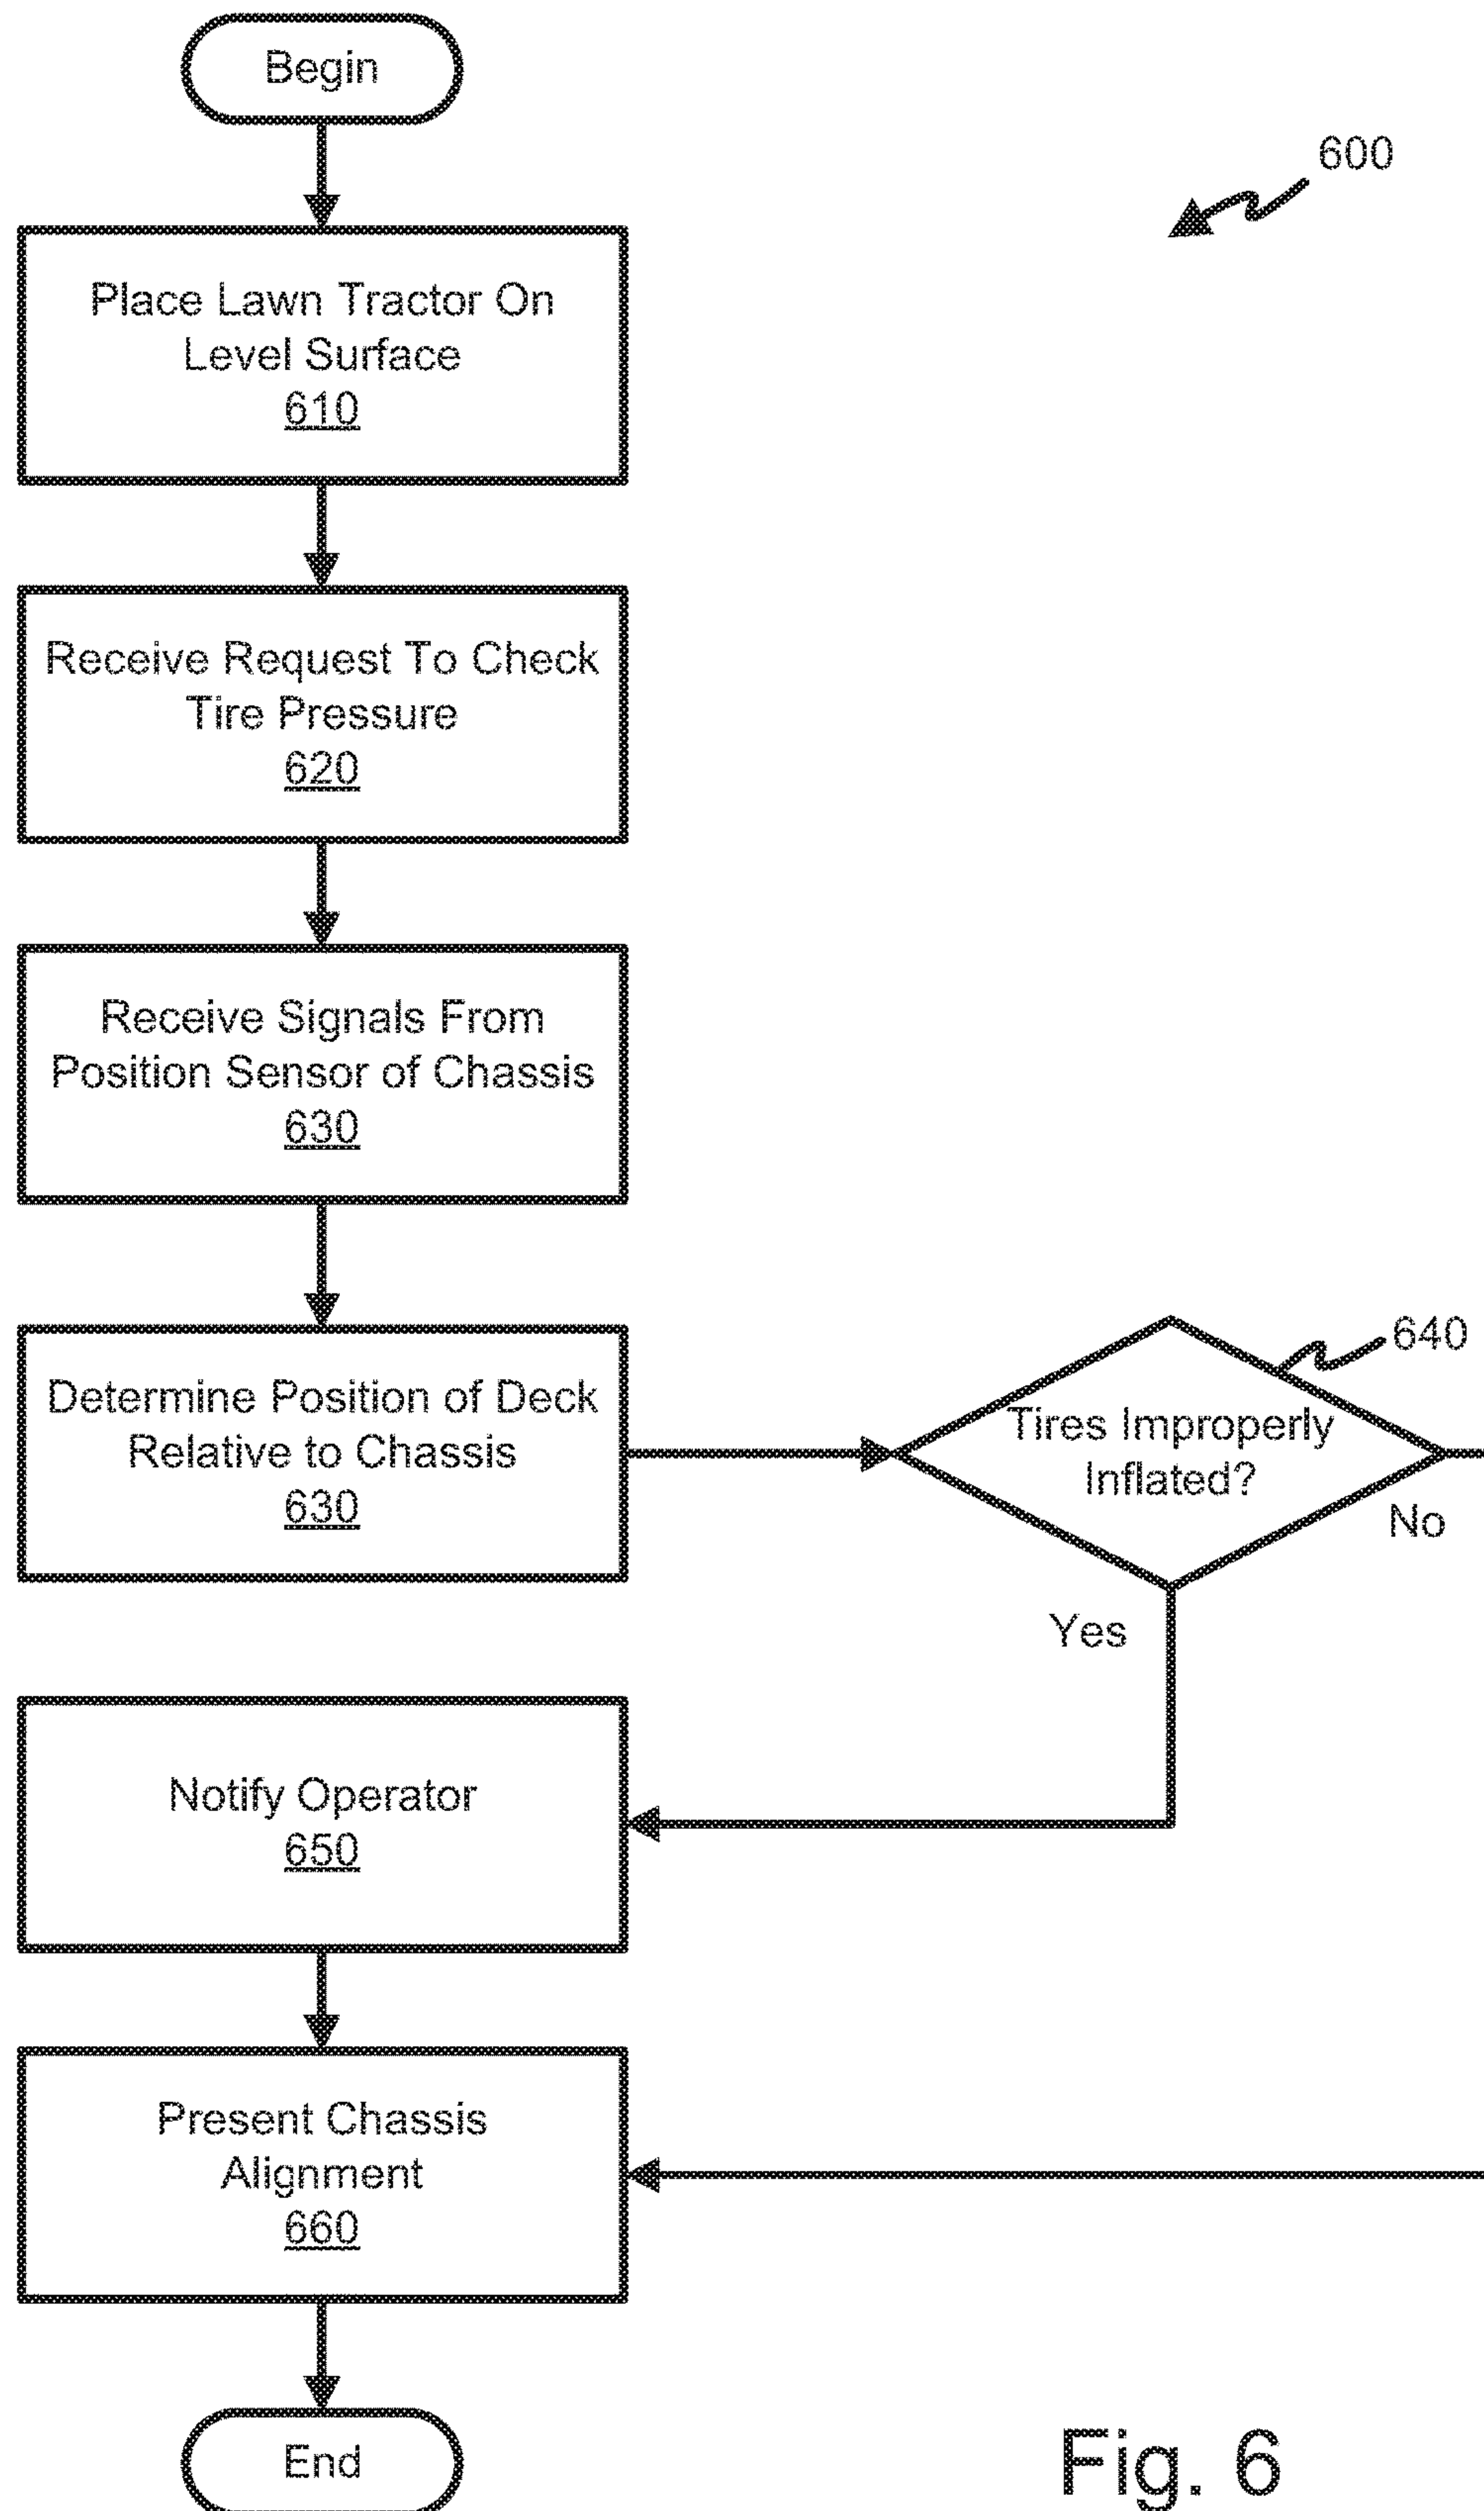 Begin
600
Place Lawn Tractor On
Level Surface
610
Receive Request To Check
Tire Pressure
620
Receive Signals From
Position Sensor of Chassis
630
Determine Position of Deck
Relative to Chassis
630
640
Tires Improperly
Inflated?
No
Yes
Notify Operator
650
Present Chassis
Alignment
660
End
Fig. 6